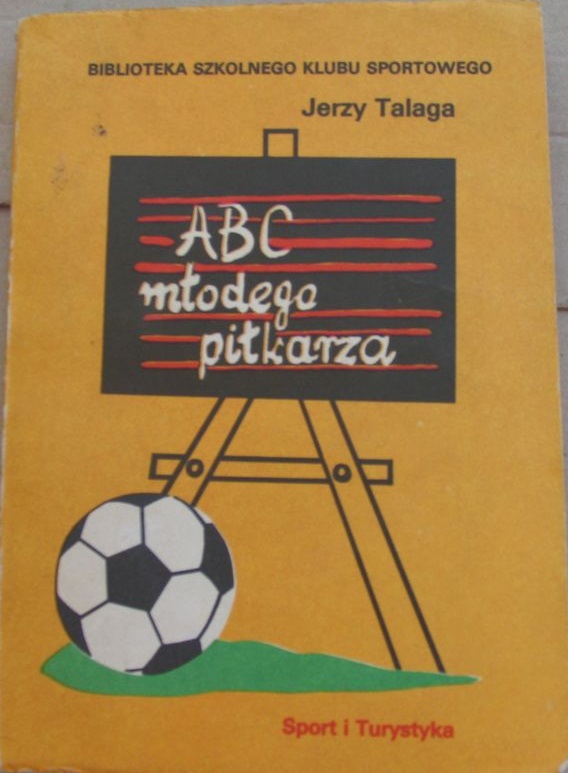 BIBLIOTEKA SZKOLNEGO KLUBU SPORTOWEGO
Jerzy Talaga
ABC
młodego
piłkarza
Sport i Turystyka